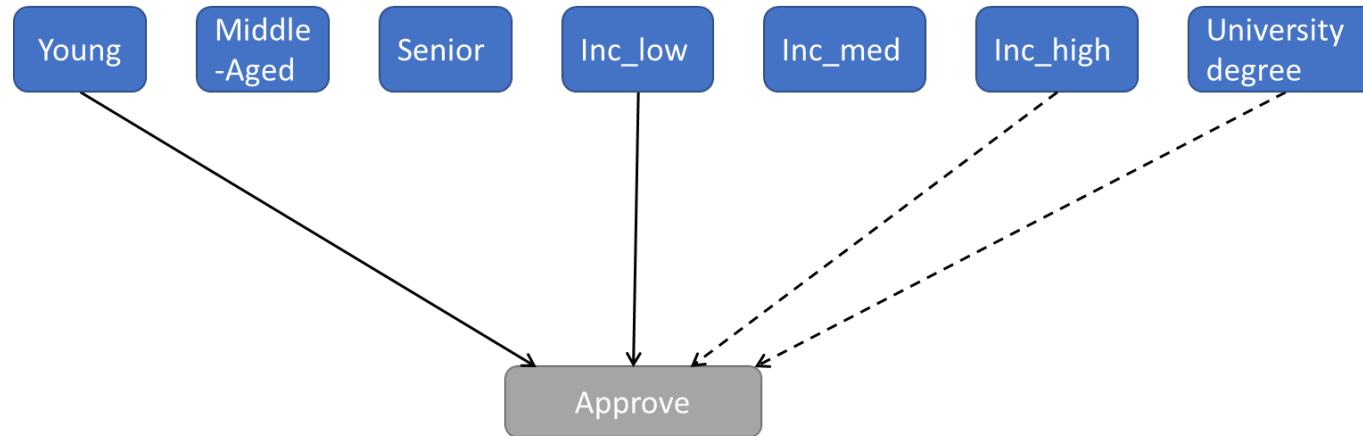 Young
Middle
-Aged
Senior
Inc_low
Inc_med
Inc_high
University
degree
Approve